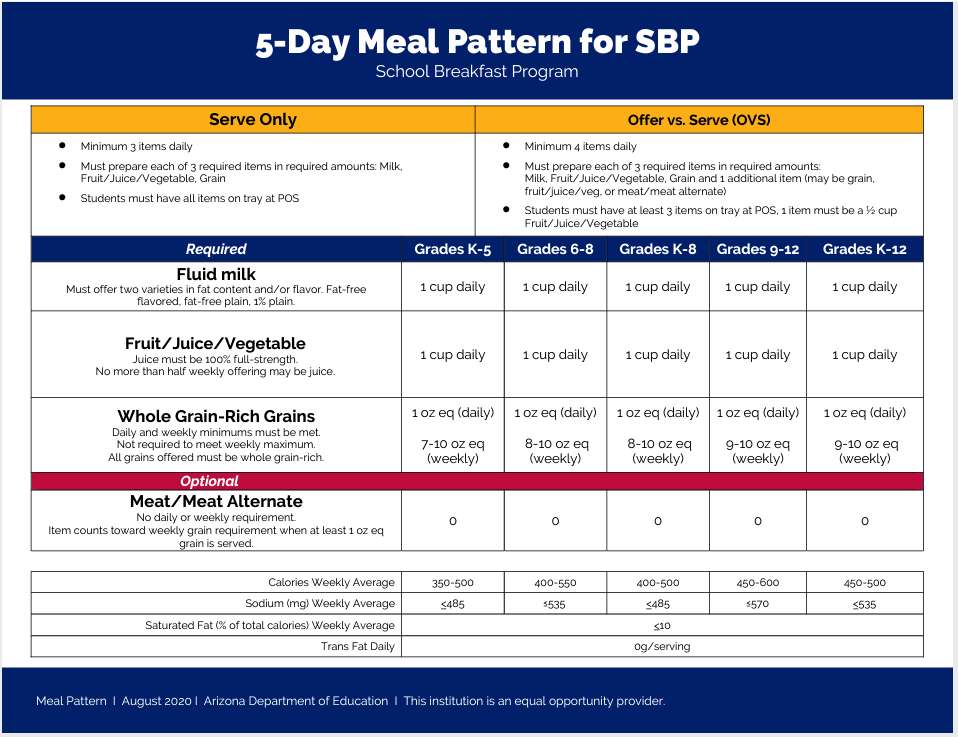 5-Day Meal Pattern for SBP
School Breakfast Program
Serve Only
Offer vs. Serve (OVS)
● Minimum 3 items daily
● Must prepare each of 3 required items in required amounts: Milk,
Fruit/Juice/Vegetable, Grain
● Students must have all items on tray at POS
● Minimum 4 items daily
● Must prepare each of 3 required items in required amounts:
Milk, Fruit/Juice/Vegetable, Grain and 1 additional item (may be grain,
fruit/juice/veg, or meat/meat alternate)
● Students must have at least 3 items on tray at POS, 1 item must be a ½ cup
Fruit/Juice/Vegetable
Required Grades K-5 Grades 6-8 Grades K-8 Grades 9-12 Grades K-12
Fluid milk
Must offer two varieties in fat content and/or flavor. Fat-free
flavored, fat-free plain, 1% plain.
1 cup daily 1 cup daily 1 cup daily 1 cup daily 1 cup daily
Fruit/Juice/Vegetable
Juice must be 100% full-strength.
No more than half weekly offering may be juice.
1 cup daily 1 cup daily 1 cup daily 1 cup daily 1 cup daily
Whole Grain-Rich Grains
Daily and weekly minimums must be met.
Not required to meet weekly maximum.
All grains offered must be whole grain-rich.
1 oz eq (daily) 1 oz eq (daily) 1 oz eq (daily) 1 oz eq (daily) 1 oz eq (daily)
7-10 oz eq 8-10 oz eq 8-10 oz eq 9-10 oz eq 9-10 oz eq
(weekly) (weekly) (weekly) (weekly) (weekly)
Optional
Meat/Meat Alternate
No daily or weekly requirement.
Item counts toward weekly grain requirement when at least 1 oz eq
grain is served.
0 0 0 0 0
Calories Weekly Average 350-500 400-550 400-500 450-600 450-500
Sodium (mg) Weekly Average ≤485 ≤535 ≤485 ≤570 ≤535
Saturated Fat (% of total calories) Weekly Average ≤10
Trans Fat Daily 0g/serving
Meal Pattern I August 2020 I Arizona Department of Education I This institution is an equal opportunity provider.